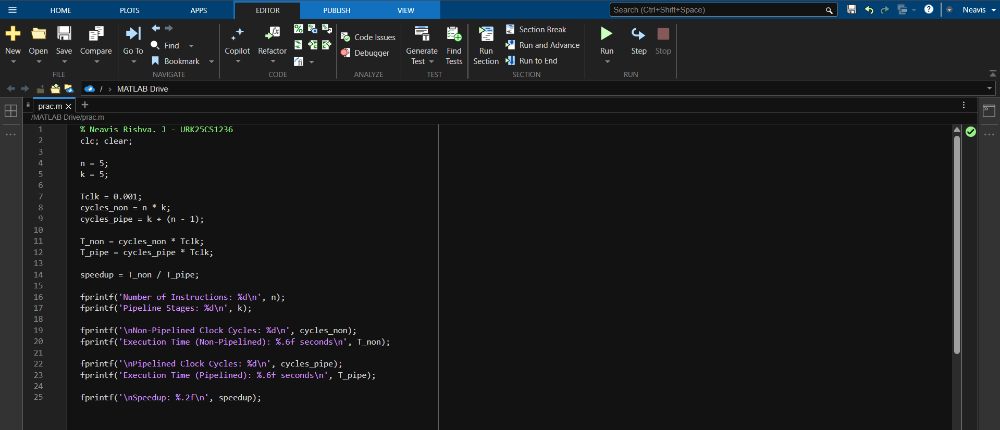 HOME PLOTS APPS EDITOR PUBLISH VIEW Search (Ctrl+Shift+Space) Neavis
New Open Save Compare Go To Find Bookmark Copilot Refactor Code Issues Debugger Generate Test Find Tests Run Section Section Break Run and Advance Run to End Run Step Stop
FILE NAVIGATE CODE ANALYZE TEST SECTION RUN
/ › MATLAB Drive
prac.m
/MATLAB Drive/prac.m
1 % Neavis Rishva. J - URK25CS1236
2 clc; clear;
3
4 n = 5;
5 k = 5;
6
7 Tclk = 0.001;
8 cycles_non = n * k;
9 cycles_pipe = k + (n - 1);
10
11 T_non = cycles_non * Tclk;
12 T_pipe = cycles_pipe * Tclk;
13
14 speedup = T_non / T_pipe;
15
16 fprintf('Number of Instructions: %d\n', n);
17 fprintf('Pipeline Stages: %d\n', k);
18
19 fprintf('\nNon-Pipelined Clock Cycles: %d\n', cycles_non);
20 fprintf('Execution Time (Non-Pipelined): %.6f seconds\n', T_non);
21
22 fprintf('\nPipelined Clock Cycles: %d\n', cycles_pipe);
23 fprintf('Execution Time (Pipelined): %.6f seconds\n', T_pipe);
24
25 fprintf('\nSpeedup: %.2f\n', speedup);